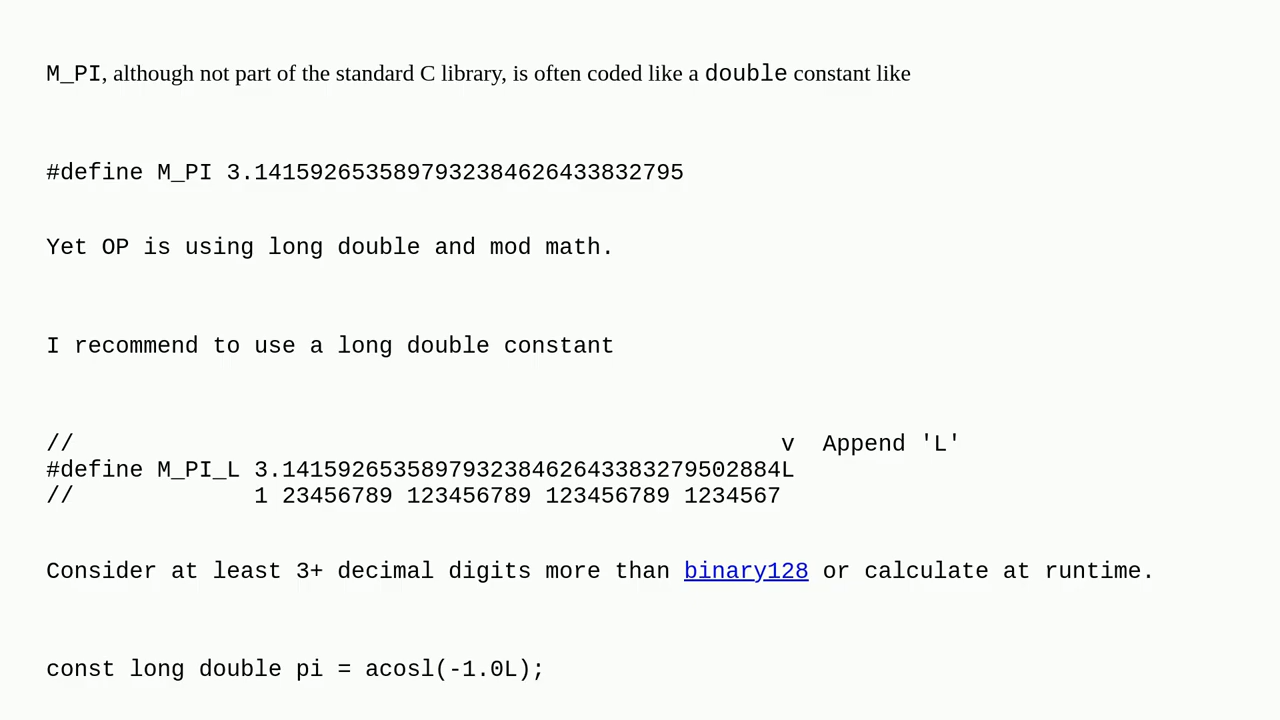 M_PI, although not part of the standard C library, is often coded like a double constant like
#define M_PI 3.1415926535897932384626433832795
Yet OP is using long double and mod math.
I recommend to use a long double constant
//                                                   v  Append 'L'
#define M_PI_L 3.1415926535897932384626433832795028​84L
//             1 23456789 123456789 123456789 1234567
Consider at least 3+ decimal digits more than binary128 or calculate at runtime.
const long double pi = acosl(-1.0L);